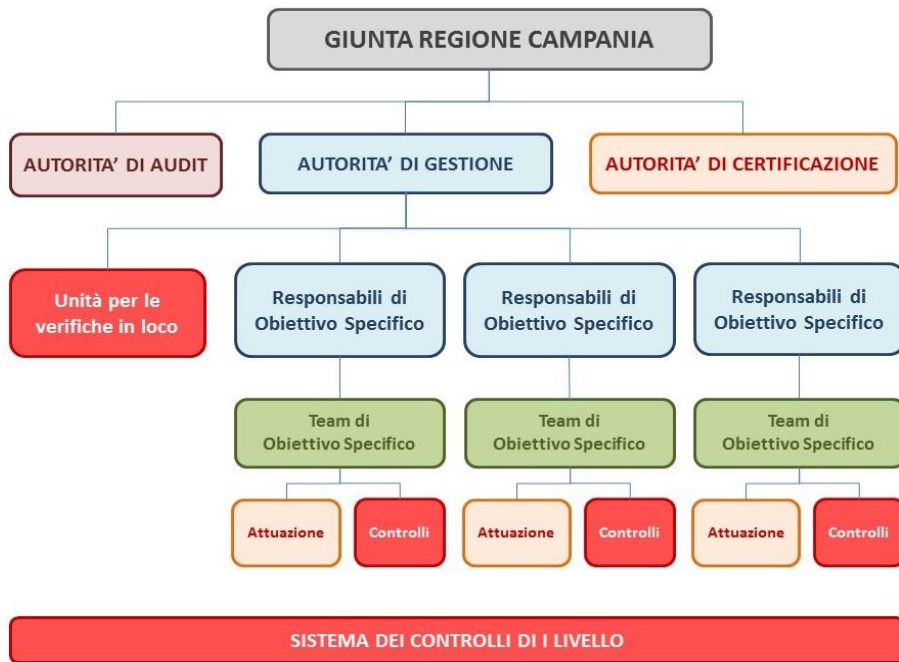 GIUNTA REGIONE CAMPANIA
AUTORITA’ DI AUDIT
AUTORITA’ DI GESTIONE
AUTORITA’ DI CERTIFICAZIONE
Unità per le
verifiche in loco
Responsabili di
Obiettivo Specifico
Responsabili di
Obiettivo Specifico
Responsabili di
Obiettivo Specifico
Team di
Obiettivo Specifico
Team di
Obiettivo Specifico
Team di
Obiettivo Specifico
Attuazione
Controlli
Attuazione
Controlli
Attuazione
Controlli
SISTEMA DEI CONTROLLI DI I LIVELLO